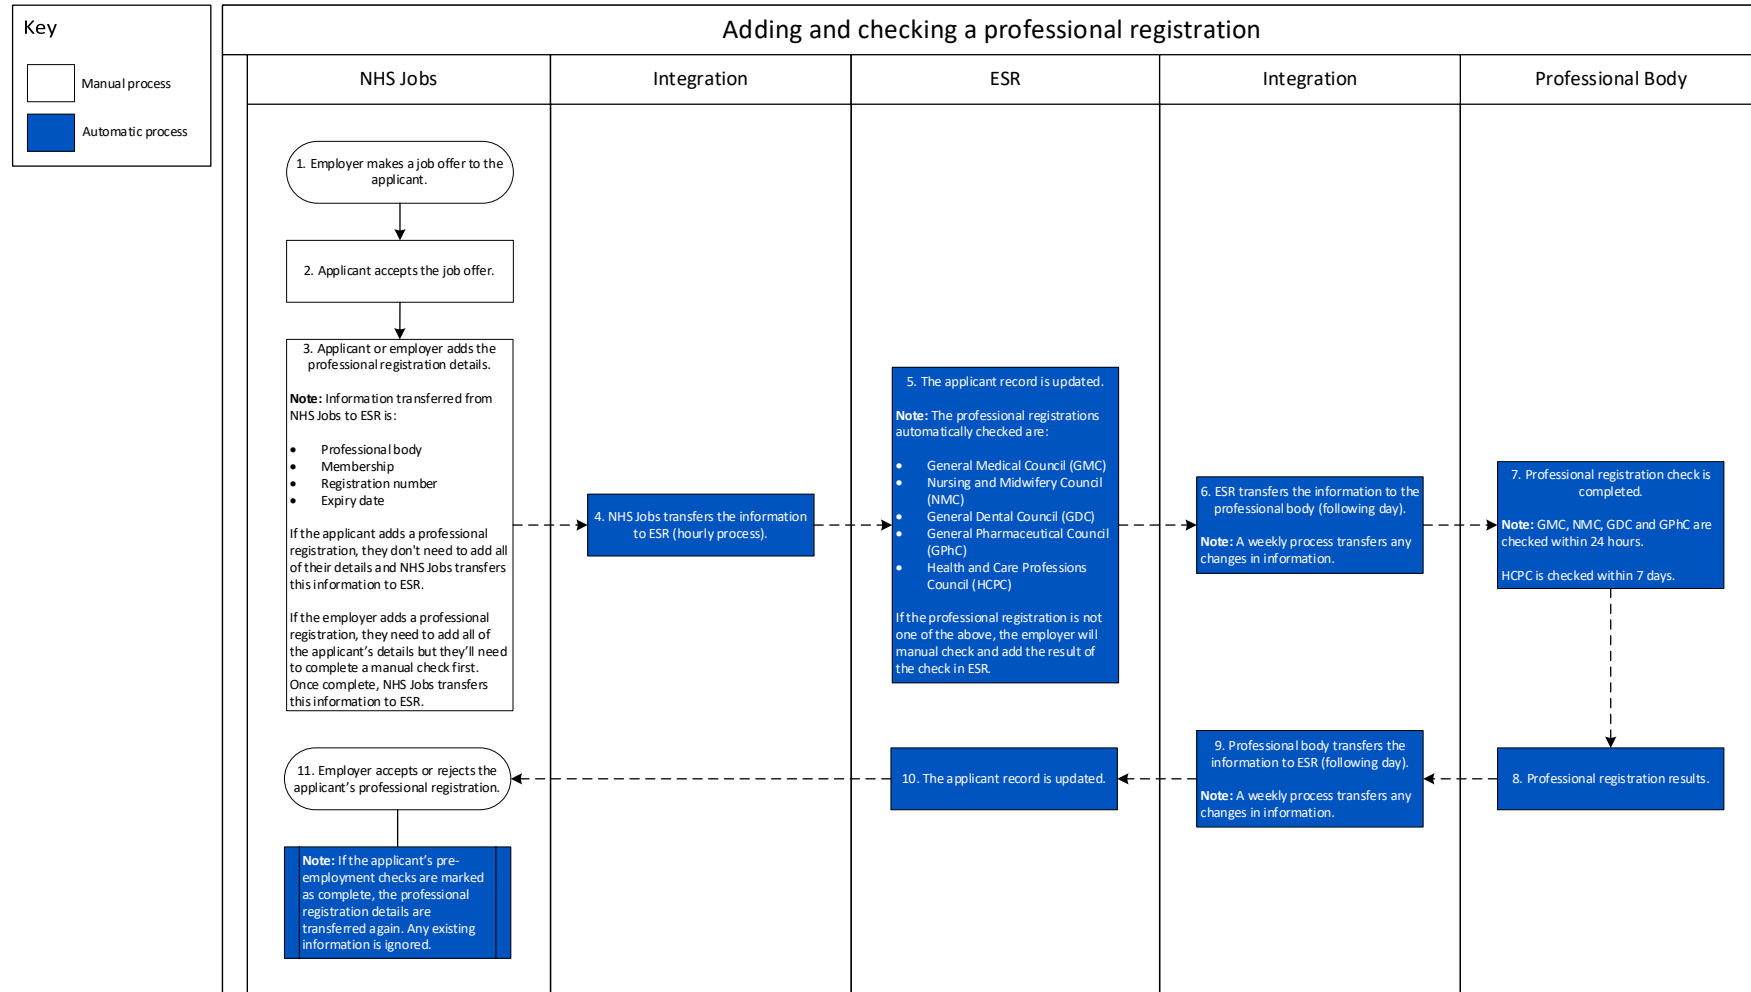 Key
Manual process
Automatic process
Adding and checking a professional registration
NHS Jobs
Integration
ESR
Integration
Professional Body
1. Employer makes a job offer to the
applicant.
2. Applicant accepts the job offer.
3. Applicant or employer adds the
professional registration details.
Note: Information transferred from
NHS Jobs to ESR is:
• Professional body
• Membership
• Registration number
• Expiry date
If the applicant adds a professional
registration, they don't need to add all
of their details and NHS Jobs transfers
this information to ESR.
If the employer adds a professional
registration, they need to add all of
the applicant's details but they'll need
to complete a manual check first.
Once complete, NHS Jobs transfers
this information to ESR.
4. NHS Jobs transfers the information
to ESR (hourly process).
5. The applicant record is updated.
Note: The professional registrations
automatically checked are:
• General Medical Council (GMC)
• Nursing and Midwifery Council
(NMC)
• General Dental Council (GDC)
• General Pharmaceutical Council
(GPhC)
• Health and Care Professions
Council (HCPC)
If the professional registration is not
one of the above, the employer will
manual check and add the result of
the check in ESR.
6. ESR transfers the information to the
professional body (following day).
Note: A weekly process transfers any
changes in information.
7. Professional registration check is
completed.
Note: GMC, NMC, GDC and GPhC are
checked within 24 hours.
HCPC is checked within 7 days.
8. Professional registration results.
9. Professional body transfers the
information to ESR (following day).
Note: A weekly process transfers any
changes in information.
10. The applicant record is updated.
11. Employer accepts or rejects the
applicant's professional registration.
Note: If the applicant's pre-
employment checks are marked
as complete, the professional
registration details are
transferred again. Any existing
information is ignored.